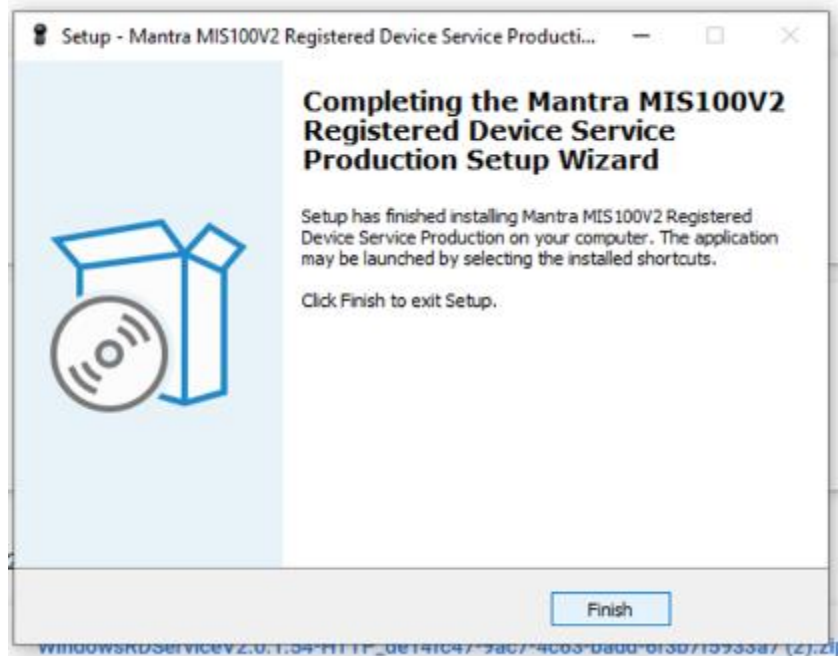 Setup - Mantra MIS100V2 Registered Device Service Producti...
Completing the Mantra MIS100V2
Registered Device Service
Production Setup Wizard
Setup has finished installing Mantra MIS100V2 Registered
Device Service Production on your computer. The application
may be launched by selecting the installed shortcuts.
Click Finish to exit Setup.
Finish